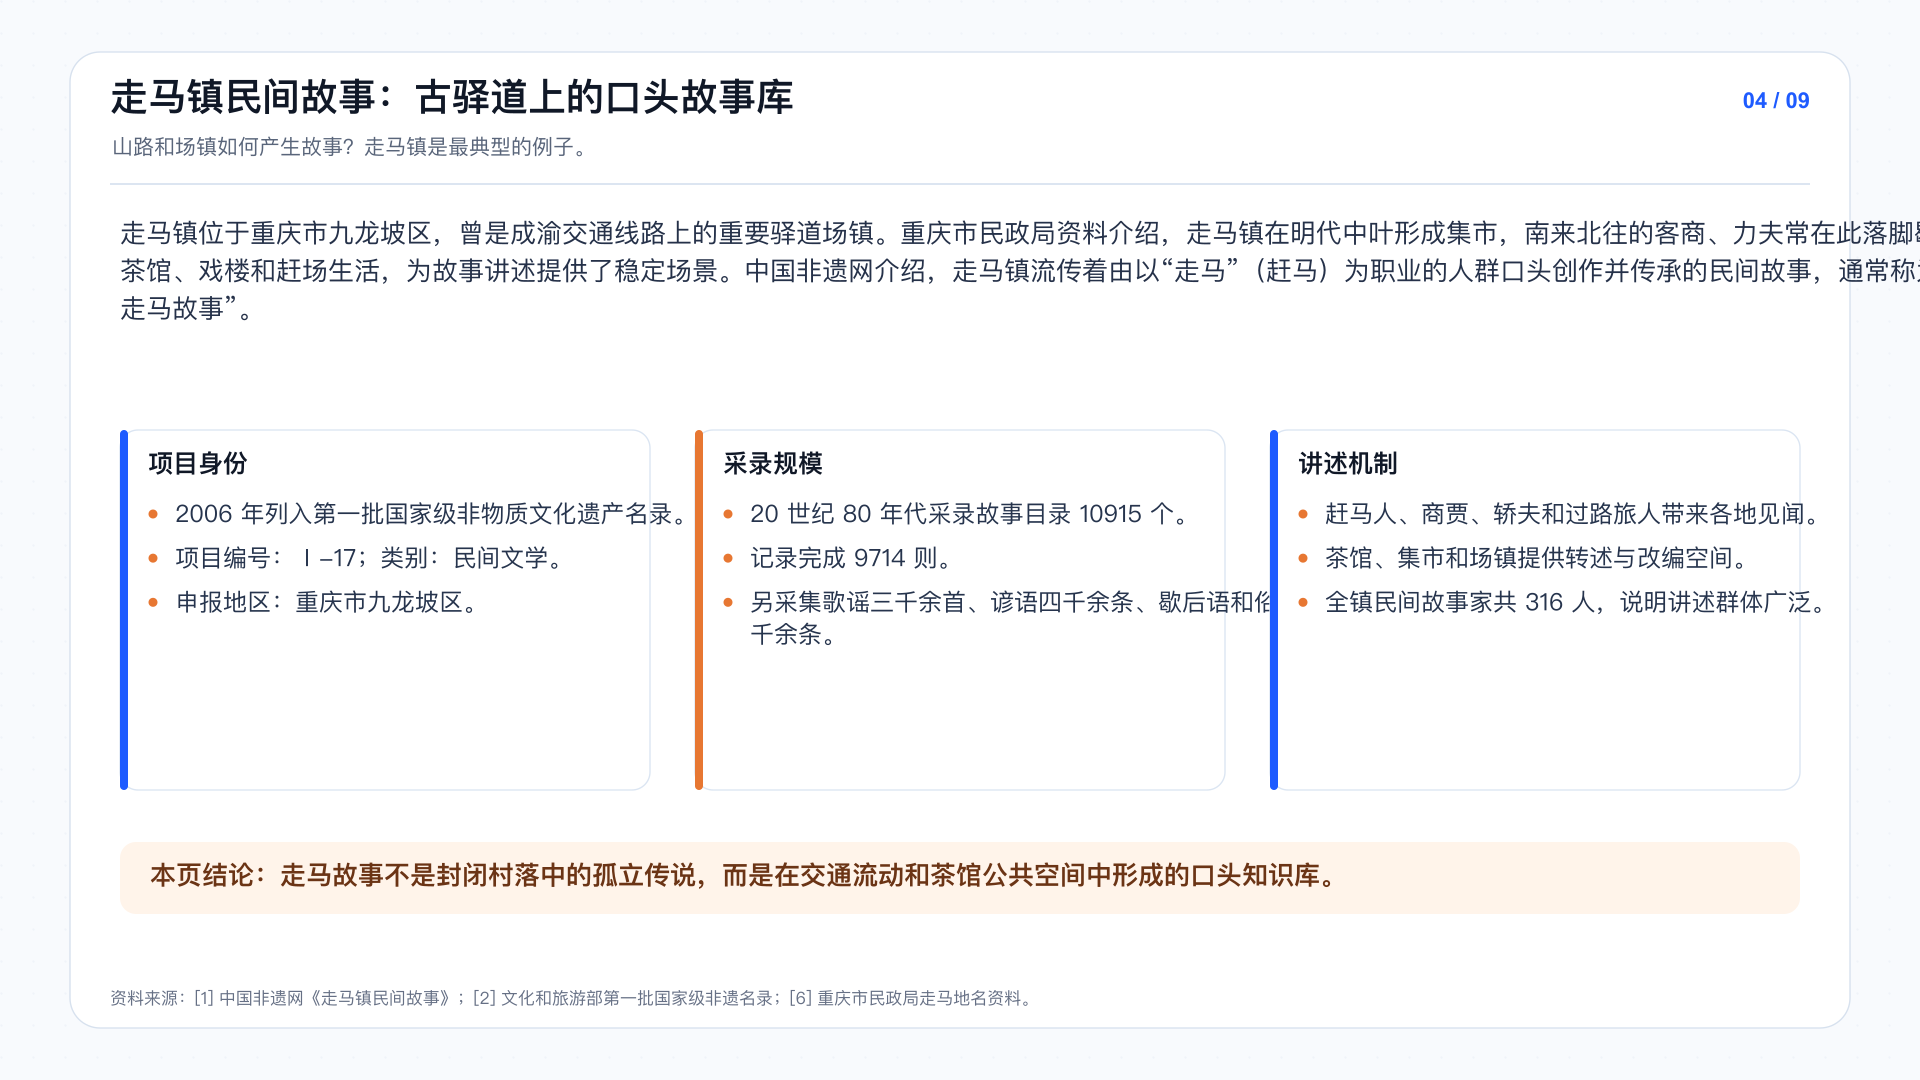 走马镇民间故事：古驿道上的口头故事库
04 / 09
山路和场镇如何产生故事？走马镇是最典型的例子。
走马镇位于重庆市九龙坡区，曾是成渝交通线路上的重要驿道场镇。重庆市民政局资料介绍，走马镇在明代中叶形成集市，南来北往的客商、力夫常在此落脚
茶馆、戏楼和赶场生活，为故事讲述提供了稳定场景。中国非遗网介绍，走马镇流传着由以“走马”（赶马）为职业的人群口头创作并传承的民间故事，通常称
走马故事”。
项目身份
2006 年列入第一批国家级非物质文化遗产名录。
项目编号：Ⅰ–17；类别：民间文学。
申报地区：重庆市九龙坡区。
采录规模
20 世纪 80 年代采录故事目录 10915 个。
记录完成 9714 则。
另采集歌谣三千余首、谚语四千余条、歇后语和俗
千余条。
讲述机制
赶马人、商贾、轿夫和过路旅人带来各地见闻。
茶馆、集市和场镇提供转述与改编空间。
全镇民间故事家共 316 人，说明讲述群体广泛。
本页结论：走马故事不是封闭村落中的孤立传说，而是在交通流动和茶馆公共空间中形成的口头知识库。
资料来源：[1] 中国非遗网《走马镇民间故事》；[2] 文化和旅游部第一批国家级非遗名录；[6] 重庆市民政局走马地名资料。